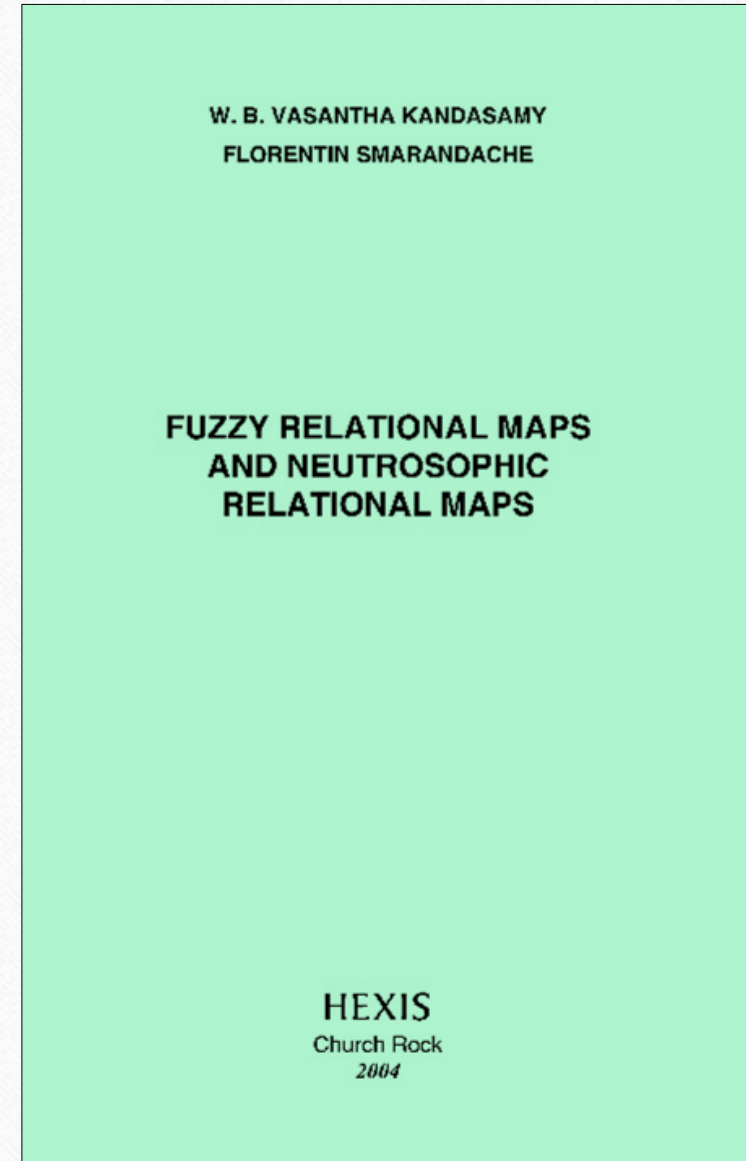 W. B. VASANTHA KANDASAMY
FLORENTIN SMARANDACHE
FUZZY RELATIONAL MAPS
AND NEUTROSOPHIC
RELATIONAL MAPS
HEXIS
Church Rock
2004